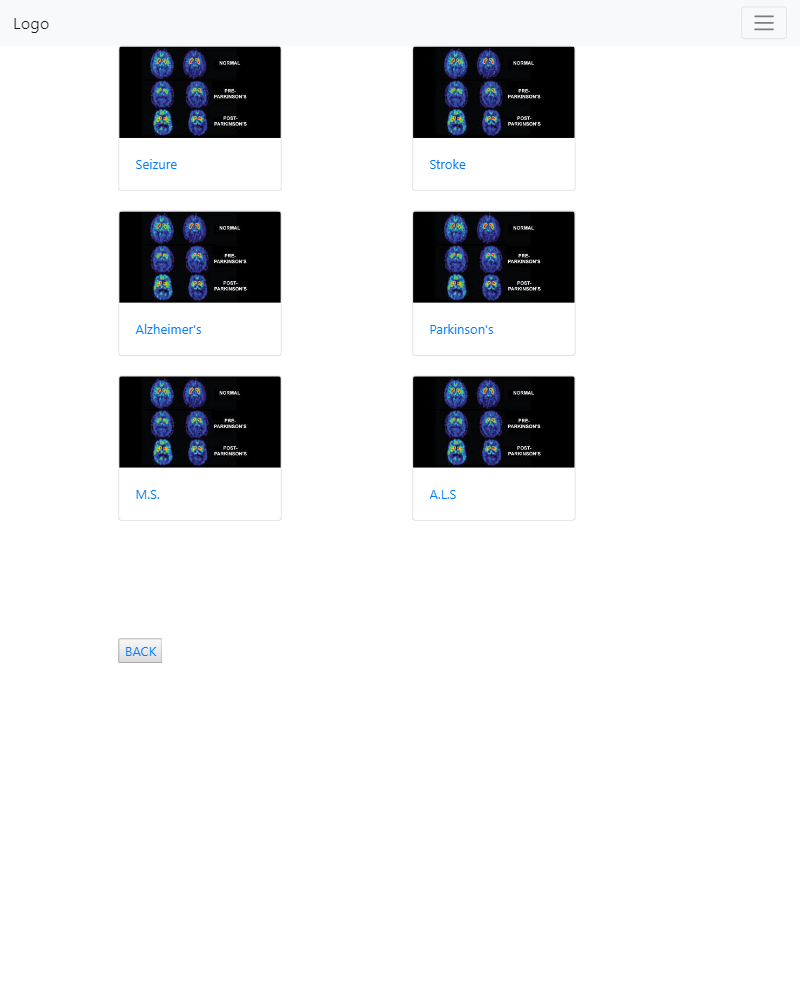 Logo
NORMAL
PRE-
PARKINSON'S
POST-
PARKINSON'S
Seizure
NORMAL
PRE-
PARKINSON'S
POST-
PARKINSON'S
Stroke
NORMAL
PRE-
PARKINSON'S
POST-
PARKINSON'S
Alzheimer's
NORMAL
PRE-
PARKINSON'S
POST-
PARKINSON'S
Parkinson's
NORMAL
PRE-
PARKINSON'S
POST-
PARKINSON'S
M.S.
NORMAL
PRE-
PARKINSON'S
POST-
PARKINSON'S
A.L.S
BACK